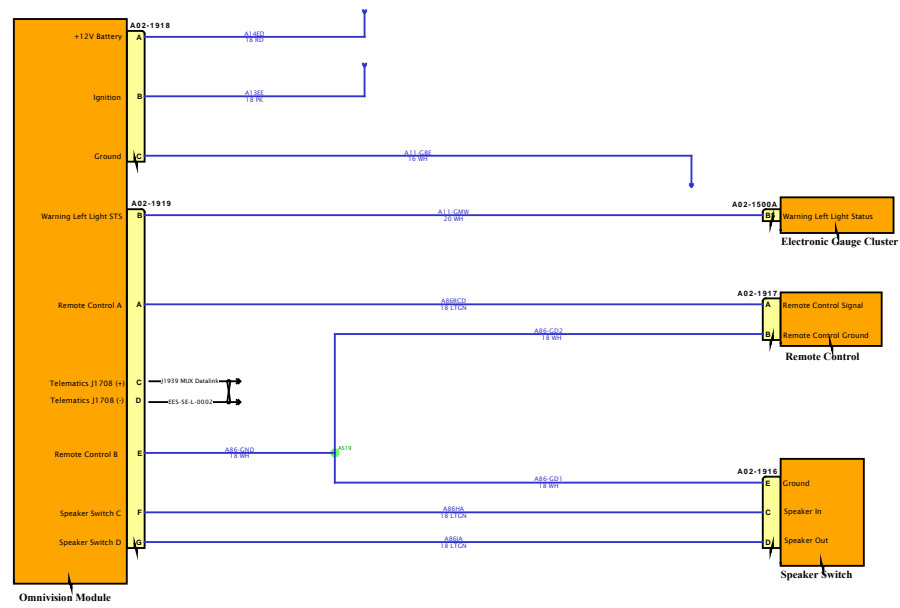 A02-1918
+12V Battery A A14ED
18 RD
Ignition B A13EE
18 PK
Ground C A11-GBE
16 WH
A02-1919 A02-1500A
Warning Left Light STS B A11-GMW Warning Left Light Status
20 WH
Electronic Gauge Cluster
A02-1917
Remote Control A A A86RCD A Remote Control Signal
18 LTGN
A86-GD2 B Remote Control Ground
18 WH
Remote Control
Telematics J1708 (+) C J1939 MUX Datalink
Telematics J1708 (-) D EES-SE-L-0002
AS19
Remote Control B E A86-GND
18 WH
A02-1916
A86-GD1 E Ground
18 WH
Speaker Switch C F A86HA C Speaker In
18 LTGN
Speaker Switch D G A86JA D Speaker Out
18 LTGN
Speaker Switch
Omnivision Module